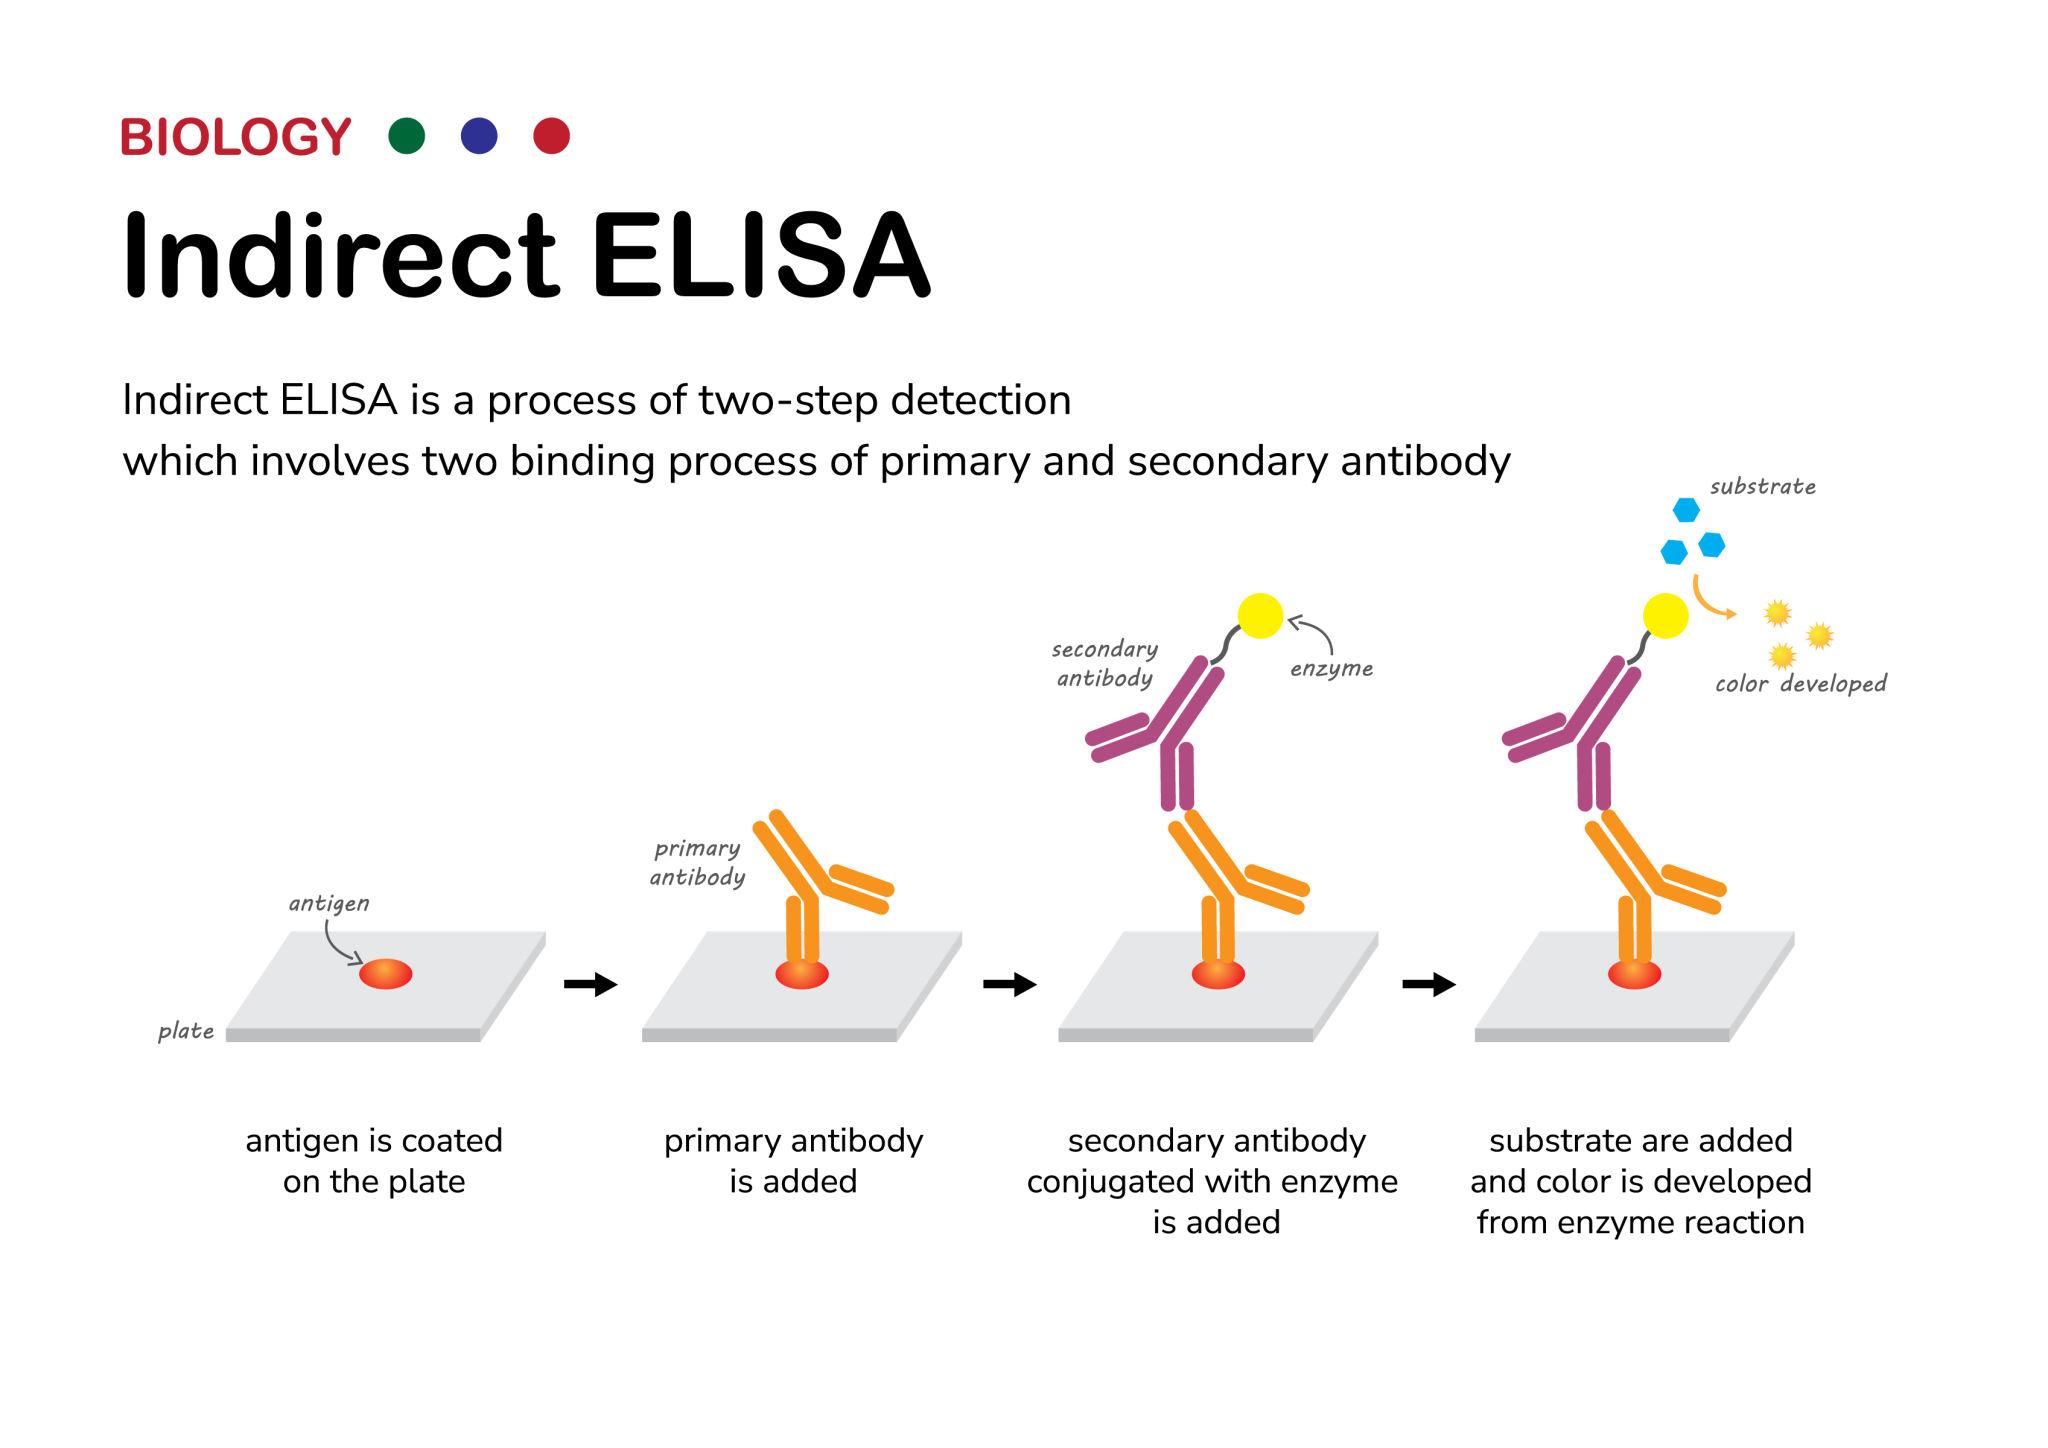 BIOLOGY
Indirect ELISA
Indirect ELISA is a process of two-step detection
which involves two binding process of primary and secondary antibody
antigen
plate
primary
antibody
secondary
antibody
enzyme
substrate
color developed
antigen is coated
on the plate
primary antibody
is added
secondary antibody
conjugated with enzyme
is added
substrate are added
and color is developed
from enzyme reaction